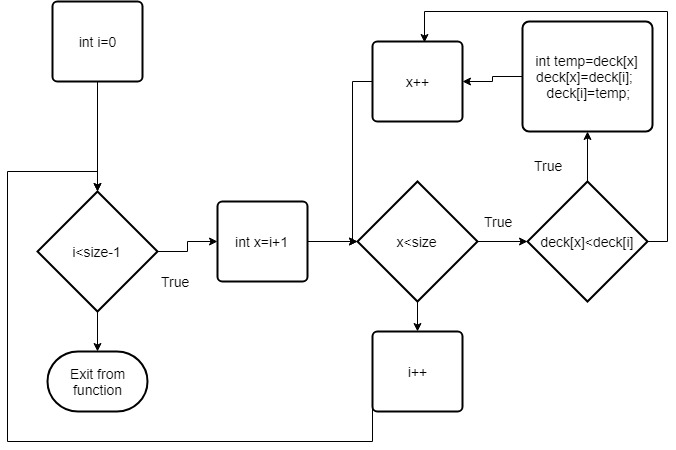 int i=0
i<size-1
True
Exit from
function
int x=i+1
x++
x<size
True
i++
int temp=deck[x]
deck[x]=deck[i];
deck[i]=temp;
True
deck[x]<deck[i]